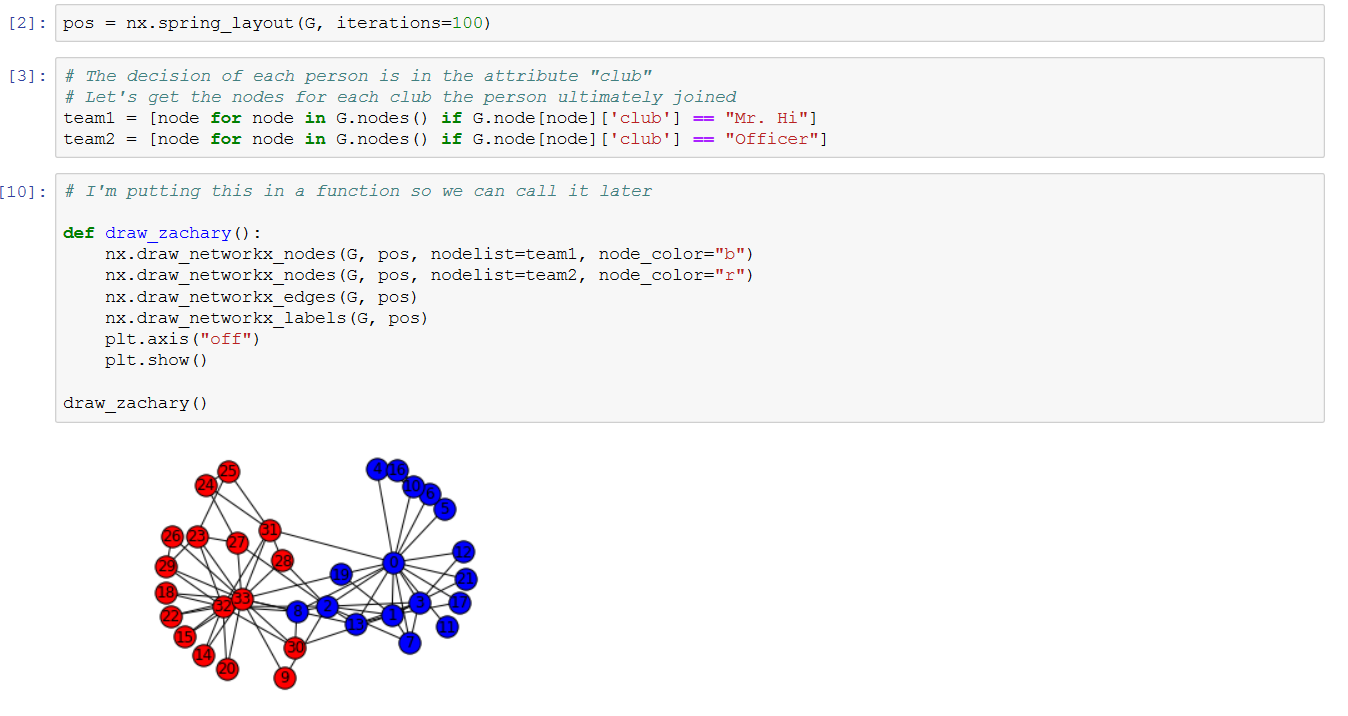 [2]: pos = nx.spring_layout(G, iterations=100)
[3]: # The decision of each person is in the attribute "club"
# Let's get the nodes for each club the person ultimately joined
team1 = [node for node in G.nodes() if G.node[node]['club'] == "Mr. Hi"]
team2 = [node for node in G.nodes() if G.node[node]['club'] == "Officer"]
[10]: # I'm putting this in a function so we can call it later
def draw_zachary():
    nx.draw_networkx_nodes(G, pos, nodelist=team1, node_color="b")
    nx.draw_networkx_nodes(G, pos, nodelist=team2, node_color="r")
    nx.draw_networkx_edges(G, pos)
    nx.draw_networkx_labels(G, pos)
    plt.axis("off")
    plt.show()
draw_zachary()
25
4 16
24
10
6
5
31
26 23
27
12
28
0
29
19
21
18
33
32
3
17
2
8
22
1
13
11
15
7
30
14
20
9